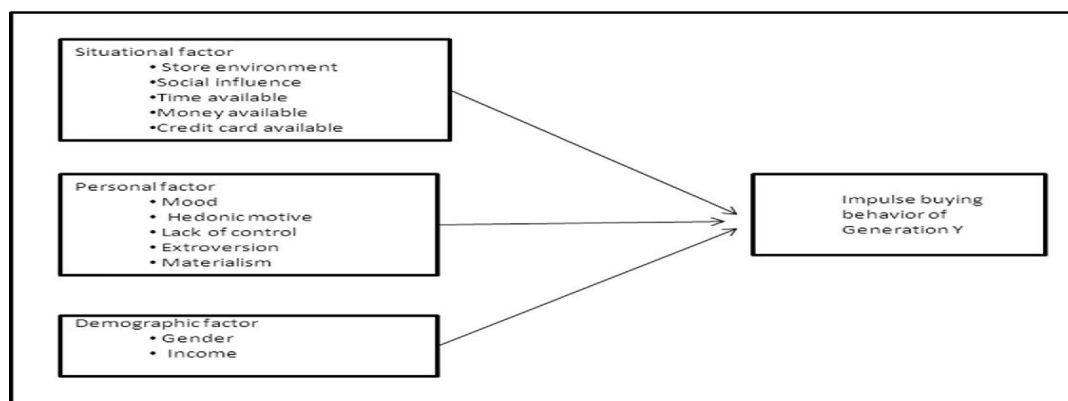 Situational factor
• Store environment
•Social influence
•Time available
•Money available
•Credit card available
Personal factor
• Mood
• Hedonic motive
• Lack of control
• Extroversion
• Materialism
Demographic factor
• Gender
• Income
Impulse buying
behavior of
Generation Y